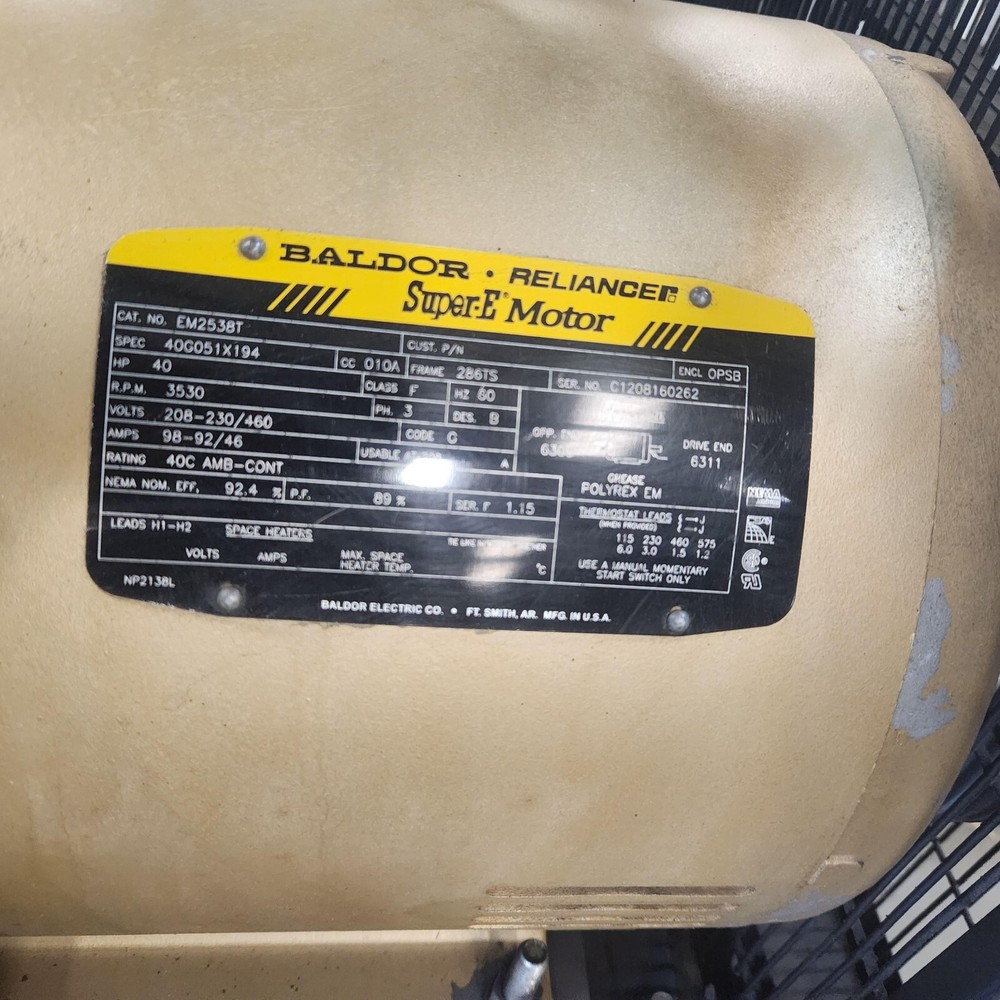 BALDOR • RELIANCE
Super-E® Motor
CAT. NO. EM2538T CUST. P/N
SPEC 40G051X194 CC 010A FRAME 286TS ENCL OPSB
HP 40 CLASS F HZ 60 SER. NO. C1208160262
R.P.M. 3530 PH. 3 DES. B
VOLTS 208-230/460 CODE G OPP. END DRIVE END
AMPS 98-92/46 USABLE A 6311
RATING 40C AMB-CONT GREASE
NEMA NOM. EFF. 92.4 % P.F. 89 % SER. F 1.15 POLYREX EM
LEADS H1-H2 SPACE HEATERS THERMOSTAT LEADS J
(WHEN PROVIDED) J
VOLTS AMPS MAX. SPACE
HEATER TEMP. °C
115 230 460 575
6.0 3.0 1.5 1.2
USE A MANUAL MOMENTARY
START SWITCH ONLY
NEMA
NP2138L
BALDOR ELECTRIC CO. • FT. SMITH, AR. MFG. IN U.S.A.